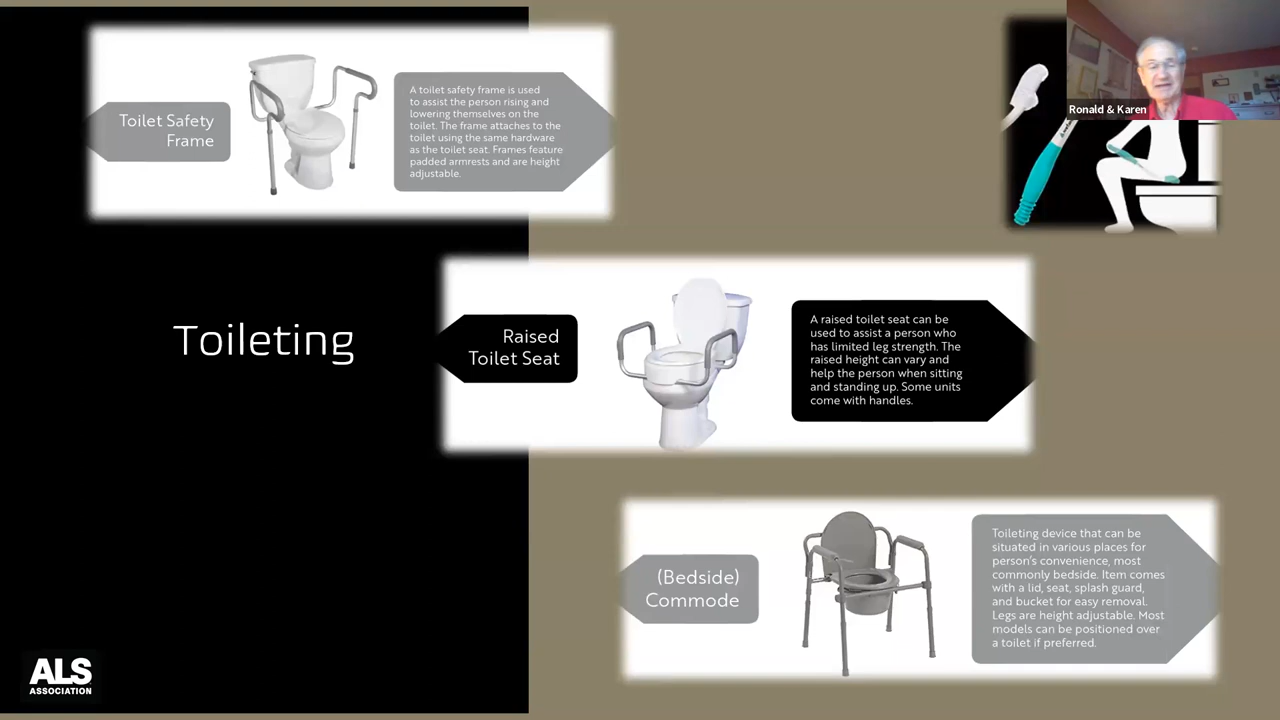 Toilet Safety
Frame
A toilet safety frame is used
to assist the person rising and
lowering themselves on the
toilet. The frame attaches to the
toilet using the same hardware
as the toilet seat. Frames feature
padded armrests and are height
adjustable.
Ronald & Karen
Toileting
Raised
Toilet Seat
A raised toilet seat can be
used to assist a person who
has limited leg strength. The
raised height can vary and
help the person when sitting
and standing up. Some units
come with handles.
(Bedside)
Commode
Toileting device that can be
situated in various places for
person's convenience, most
commonly bedside. Item comes
with a lid, seat, splash guard,
and bucket for easy removal.
Legs are height adjustable. Most
models can be positioned over
a toilet if preferred.
ALS
ASSOCIATION